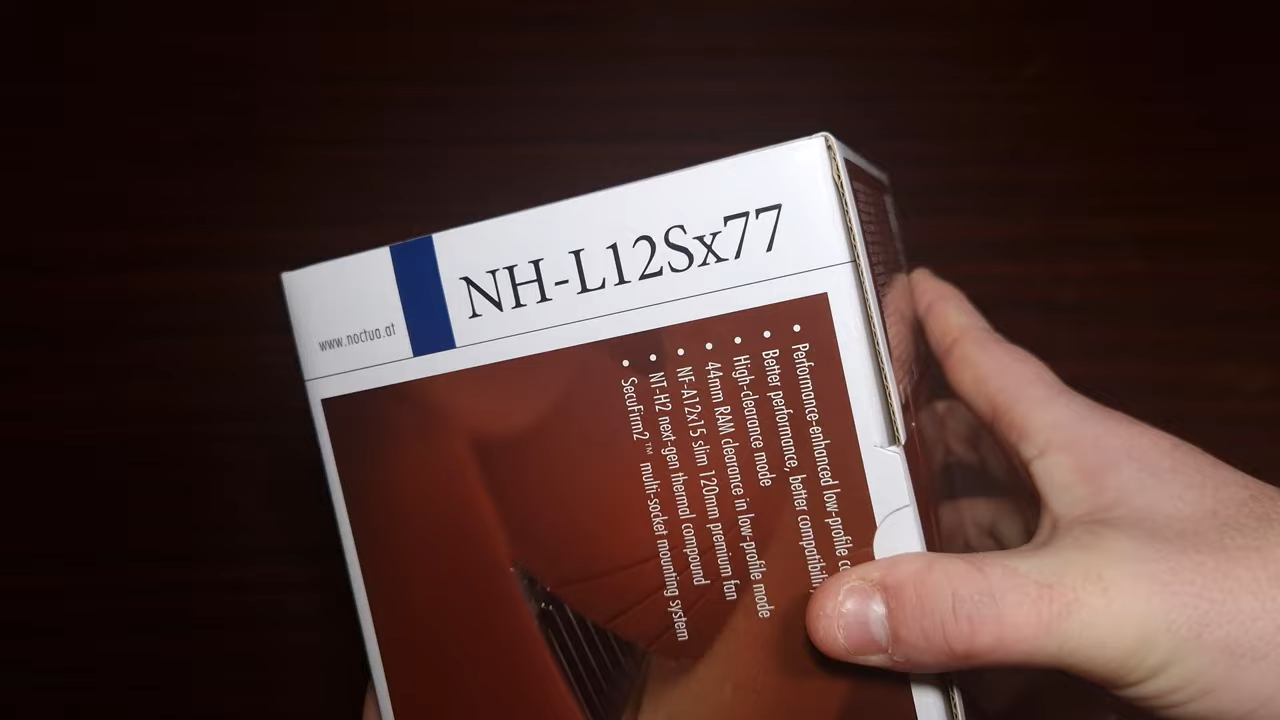 NH-L12Sx77
www.noctua.at
• Performance-enhanced low-profile
• Better performance, better
• High-clearance mode
• 44mm RAM clearance in low-profile mode
• NF-A12x15 slim 120mm premium fan
• NT-H2 next-gen thermal compound
• SecuFirm2™ multi-socket mounting system